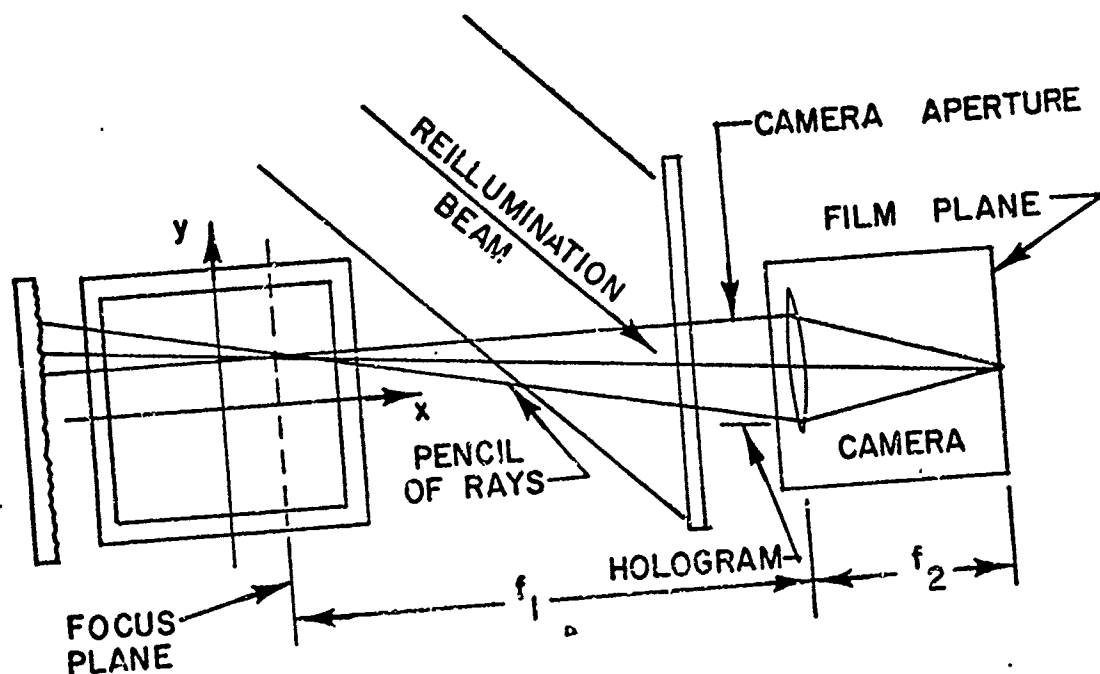 CAMERA APERTURE
REILLUMINATION
BEAM
FILM PLANE
y
x
PENCIL
OF RAYS
CAMERA
HOLOGRAM
f1
f2
FOCUS
PLANE